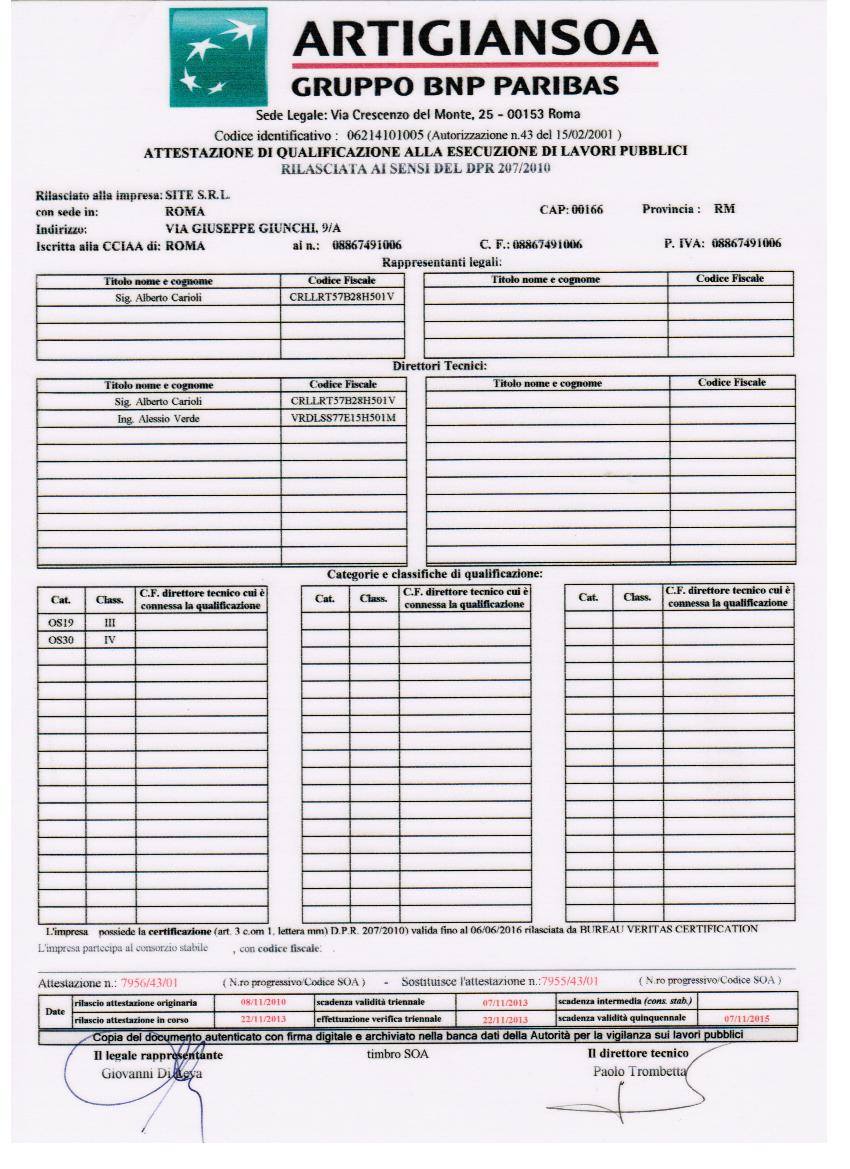 ARTIGIANSOA
GRUPPO BNP PARIBAS
Sede Legale: Via Crescenzo del Monte, 25 - 00153 Roma
Codice identificativo : 06214101005 (Autorizzazione n.43 del 15/02/2001 )
ATTESTAZIONE DI QUALIFICAZIONE ALLA ESECUZIONE DI LAVORI PUBBLICI
RILASCIATA AI SENSI DEL DPR 207/2010
Rilasciato alla impresa: SITE S.R.L.
con sede in: ROMA CAP: 00166 Provincia : RM
Indirizzo: VIA GIUSEPPE GIUNCHI, 9/A
Iscritta alla CCIAA di: ROMA al n.: 08867491006 C. F.: 08867491006 P. IVA: 08867491006
Rappresentanti legali:
Titolo nome e cognome Codice Fiscale Titolo nome e cognome Codice Fiscale
Sig. Alberto Carioli CRLLRT57B28H501V
Direttori Tecnici:
Titolo nome e cognome Codice Fiscale Titolo nome e cognome Codice Fiscale
Sig. Alberto Carioli CRLLRT57B28H501V
Ing. Alessio Verde VRDLSS77E15H501M
Categorie e classifiche di qualificazione:
Cat. Class. C.F. direttore tecnico cui è connessa la qualificazione Cat. Class. C.F. direttore tecnico cui è connessa la qualificazione Cat. Class. C.F. direttore tecnico cui è connessa la qualificazione
OS19 III
OS30 IV
L'impresa possiede la certificazione (art. 3 c.om 1, lettera mm) D.P.R. 207/2010) valida fino al 06/06/2016 rilasciata da BUREAU VERITAS CERTIFICATION
L'impresa partecipa al consorzio stabile , con codice fiscale: .
Attestazione n.: 7956/43/01 ( N.ro progressivo/Codice SOA ) - Sostituisce l'attestazione n.:7955/43/01 ( N.ro progressivo/Codice SOA )
Date rilascio attestazione originaria 08/11/2010 scadenza validità triennale 07/11/2013 scadenza intermedia (cons. stab.)
rilascio attestazione in corso 22/11/2013 effettuazione verifica triennale 22/11/2013 scadenza validità quinquennale 07/11/2015
Copia del documento autenticato con firma digitale e archiviato nella banca dati della Autorità per la vigilanza sui lavori pubblici
Il legale rappresentante timbro SOA Il direttore tecnico
Giovanni Di Leva Paolo Trombetta